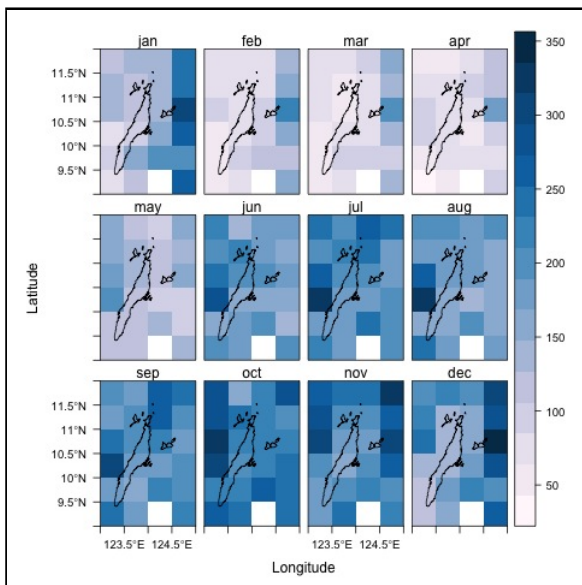 jan feb mar apr
11.5°N
11°N
10.5°N
10°N
9.5°N
may jun jul aug
Latitude
sep oct nov dec
11.5°N
11°N
10.5°N
10°N
9.5°N
123.5°E 124.5°E 123.5°E 124.5°E
Longitude
350
300
250
200
150
100
50